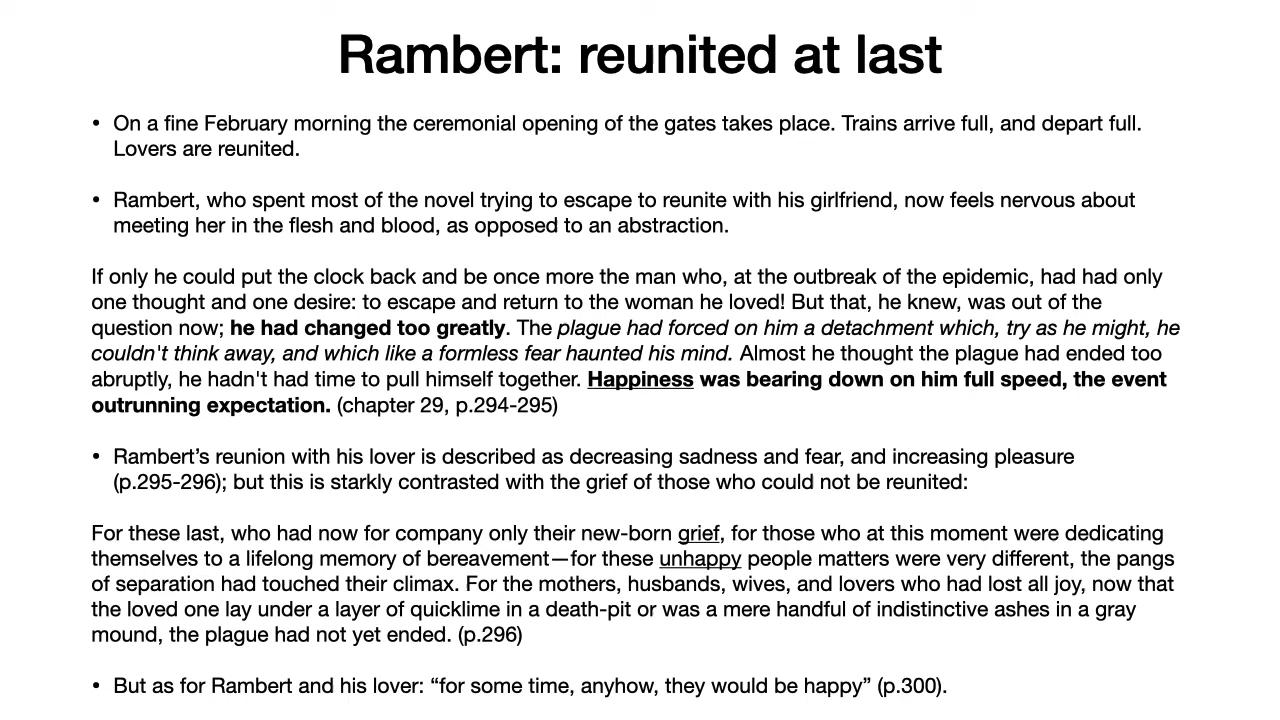 Rambert: reunited at last
• On a fine February morning the ceremonial opening of the gates takes place. Trains arrive full, and depart full.
Lovers are reunited.
• Rambert, who spent most of the novel trying to escape to reunite with his girlfriend, now feels nervous about
meeting her in the flesh and blood, as opposed to an abstraction.
If only he could put the clock back and be once more the man who, at the outbreak of the epidemic, had had only
one thought and one desire: to escape and return to the woman he loved! But that, he knew, was out of the
question now; he had changed too greatly. The plague had forced on him a detachment which, try as he might, he
couldn't think away, and which like a formless fear haunted his mind. Almost he thought the plague had ended too
abruptly, he hadn't had time to pull himself together. Happiness was bearing down on him full speed, the event
outrunning expectation. (chapter 29, p.294-295)
• Rambert’s reunion with his lover is described as decreasing sadness and fear, and increasing pleasure
(p.295-296); but this is starkly contrasted with the grief of those who could not be reunited:
For these last, who had now for company only their new-born grief, for those who at this moment were dedicating
themselves to a lifelong memory of bereavement—for these unhappy people matters were very different, the pangs
of separation had touched their climax. For the mothers, husbands, wives, and lovers who had lost all joy, now that
the loved one lay under a layer of quicklime in a death-pit or was a mere handful of indistinctive ashes in a gray
mound, the plague had not yet ended. (p.296)
• But as for Rambert and his lover: “for some time, anyhow, they would be happy” (p.300).